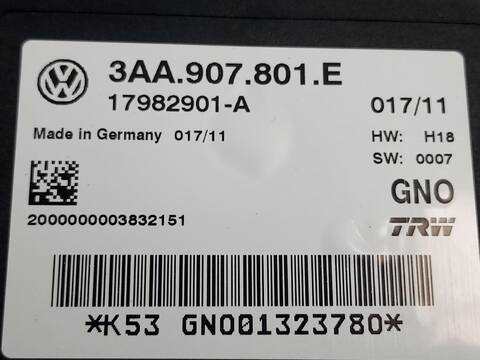 3AA.907.801.E
17982901-A 017/11
Made in Germany 017/11 HW: H18
SW: 0007
GNO
2000000003832151 TRW
*K53 GNO01323780*